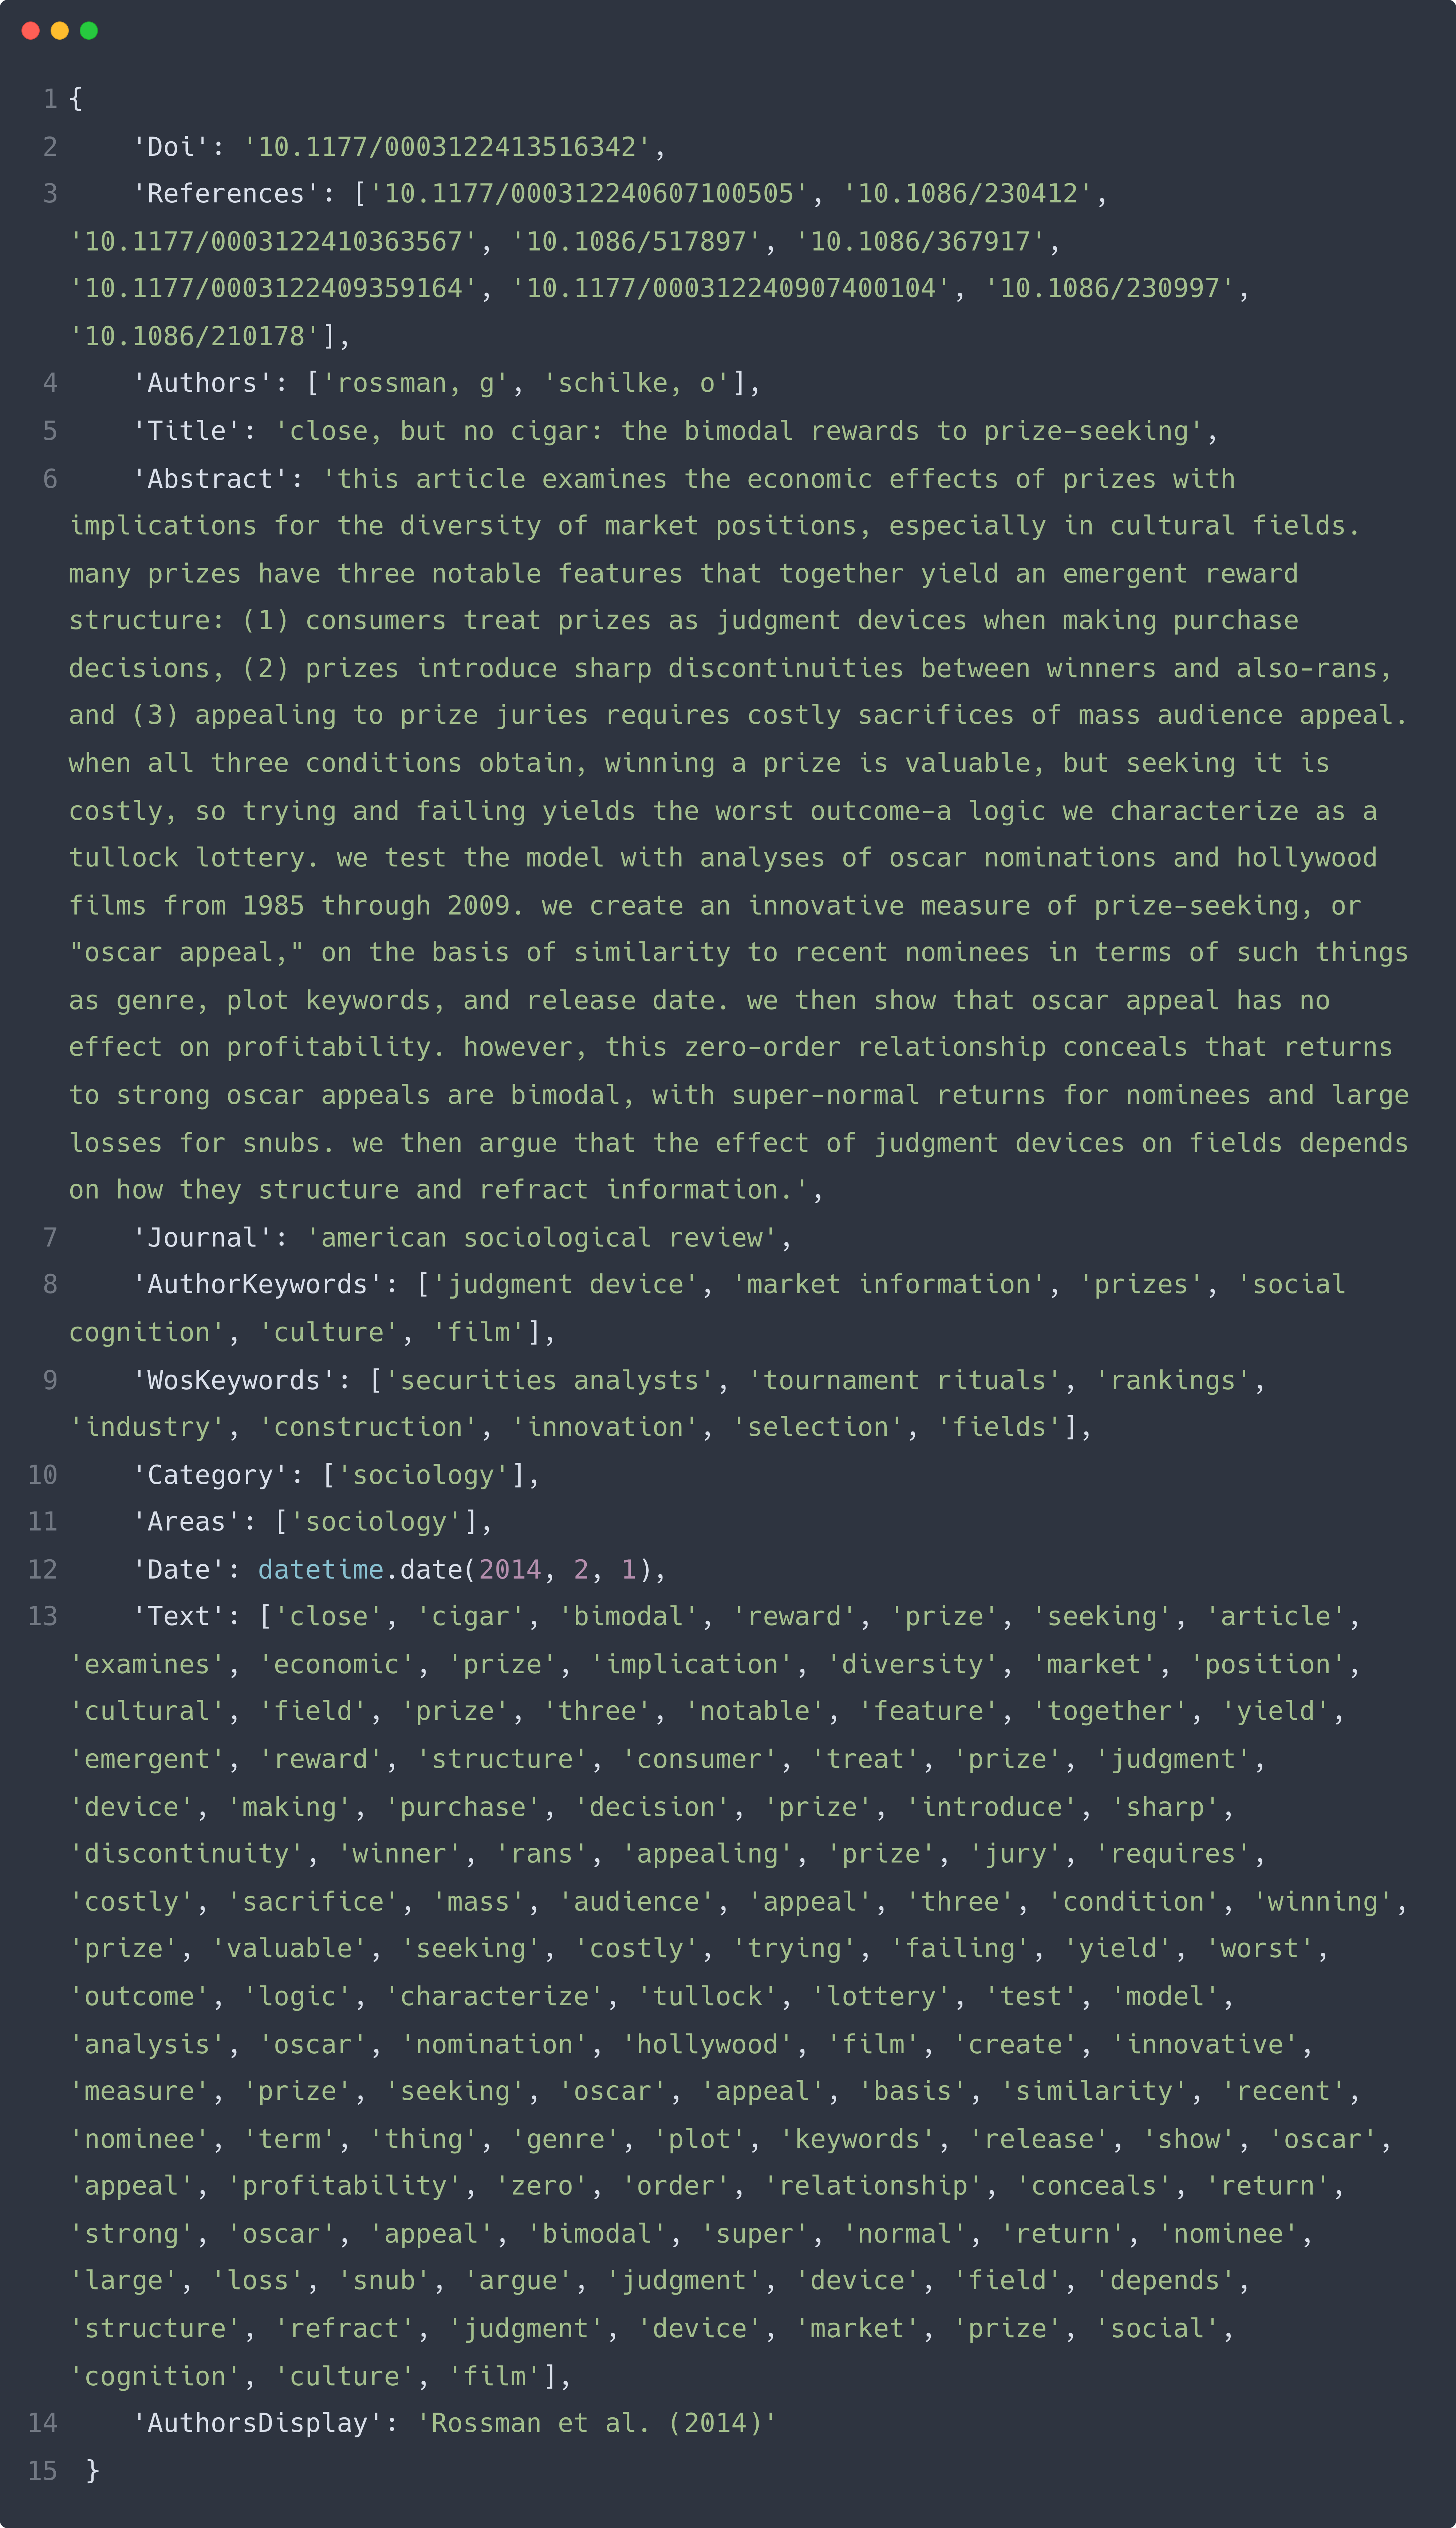 1 {
2     'Doi': '10.1177/0003122413516342',
3     'References': ['10.1177/000312240607100505', '10.1086/230412',
'10.1177/0003122410363567', '10.1086/517897', '10.1086/367917',
'10.1177/0003122409359164', '10.1177/000312240907400104', '10.1086/230997',
'10.1086/210178'],
4     'Authors': ['rossman, g', 'schilke, o'],
5     'Title': 'close, but no cigar: the bimodal rewards to prize-seeking',
6     'Abstract': 'this article examines the economic effects of prizes with
implications for the diversity of market positions, especially in cultural fields.
many prizes have three notable features that together yield an emergent reward
structure: (1) consumers treat prizes as judgment devices when making purchase
decisions, (2) prizes introduce sharp discontinuities between winners and also-rans,
and (3) appealing to prize juries requires costly sacrifices of mass audience appeal.
when all three conditions obtain, winning a prize is valuable, but seeking it is
costly, so trying and failing yields the worst outcome-a logic we characterize as a
tullock lottery. we test the model with analyses of oscar nominations and hollywood
films from 1985 through 2009. we create an innovative measure of prize-seeking, or
"oscar appeal," on the basis of similarity to recent nominees in terms of such things
as genre, plot keywords, and release date. we then show that oscar appeal has no
effect on profitability. however, this zero-order relationship conceals that returns
to strong oscar appeals are bimodal, with super-normal returns for nominees and large
losses for snubs. we then argue that the effect of judgment devices on fields depends
on how they structure and refract information.',
7     'Journal': 'american sociological review',
8     'AuthorKeywords': ['judgment device', 'market information', 'prizes', 'social
cognition', 'culture', 'film'],
9     'WosKeywords': ['securities analysts', 'tournament rituals', 'rankings',
'industry', 'construction', 'innovation', 'selection', 'fields'],
10     'Category': ['sociology'],
11     'Areas': ['sociology'],
12     'Date': datetime.date(2014, 2, 1),
13     'Text': ['close', 'cigar', 'bimodal', 'reward', 'prize', 'seeking', 'article',
'examines', 'economic', 'prize', 'implication', 'diversity', 'market', 'position',
'cultural', 'field', 'prize', 'three', 'notable', 'feature', 'together', 'yield',
'emergent', 'reward', 'structure', 'consumer', 'treat', 'prize', 'judgment',
'device', 'making', 'purchase', 'decision', 'prize', 'introduce', 'sharp',
'discontinuity', 'winner', 'rans', 'appealing', 'prize', 'jury', 'requires',
'costly', 'sacrifice', 'mass', 'audience', 'appeal', 'three', 'condition', 'winning',
'prize', 'valuable', 'seeking', 'costly', 'trying', 'failing', 'yield', 'worst',
'outcome', 'logic', 'characterize', 'tullock', 'lottery', 'test', 'model',
'analysis', 'oscar', 'nomination', 'hollywood', 'film', 'create', 'innovative',
'measure', 'prize', 'seeking', 'oscar', 'appeal', 'basis', 'similarity', 'recent',
'nominee', 'term', 'thing', 'genre', 'plot', 'keywords', 'release', 'show', 'oscar',
'appeal', 'profitability', 'zero', 'order', 'relationship', 'conceals', 'return',
'strong', 'oscar', 'appeal', 'bimodal', 'super', 'normal', 'return', 'nominee',
'large', 'loss', 'snub', 'argue', 'judgment', 'device', 'field', 'depends',
'structure', 'refract', 'judgment', 'device', 'market', 'prize', 'social',
'cognition', 'culture', 'film'],
14     'AuthorsDisplay': 'Rossman et al. (2014)'
15  }